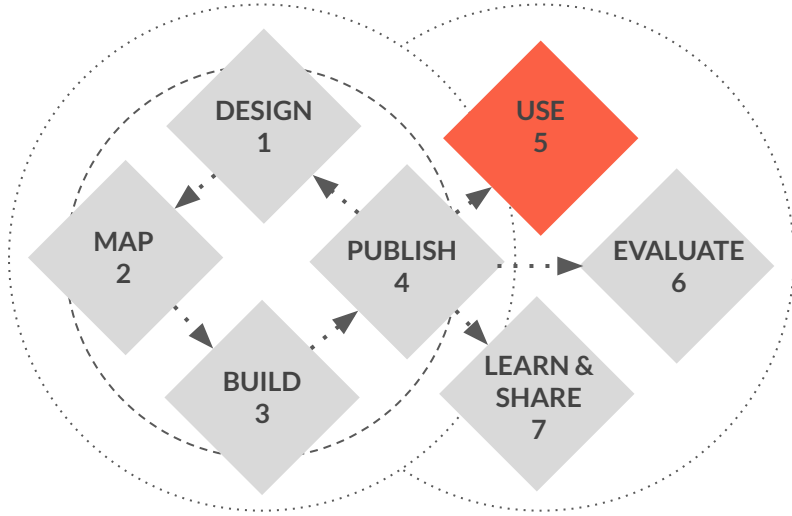 DESIGN
1
USE
5
MAP
2
PUBLISH
4
EVALUATE
6
BUILD
3
LEARN &
SHARE
7